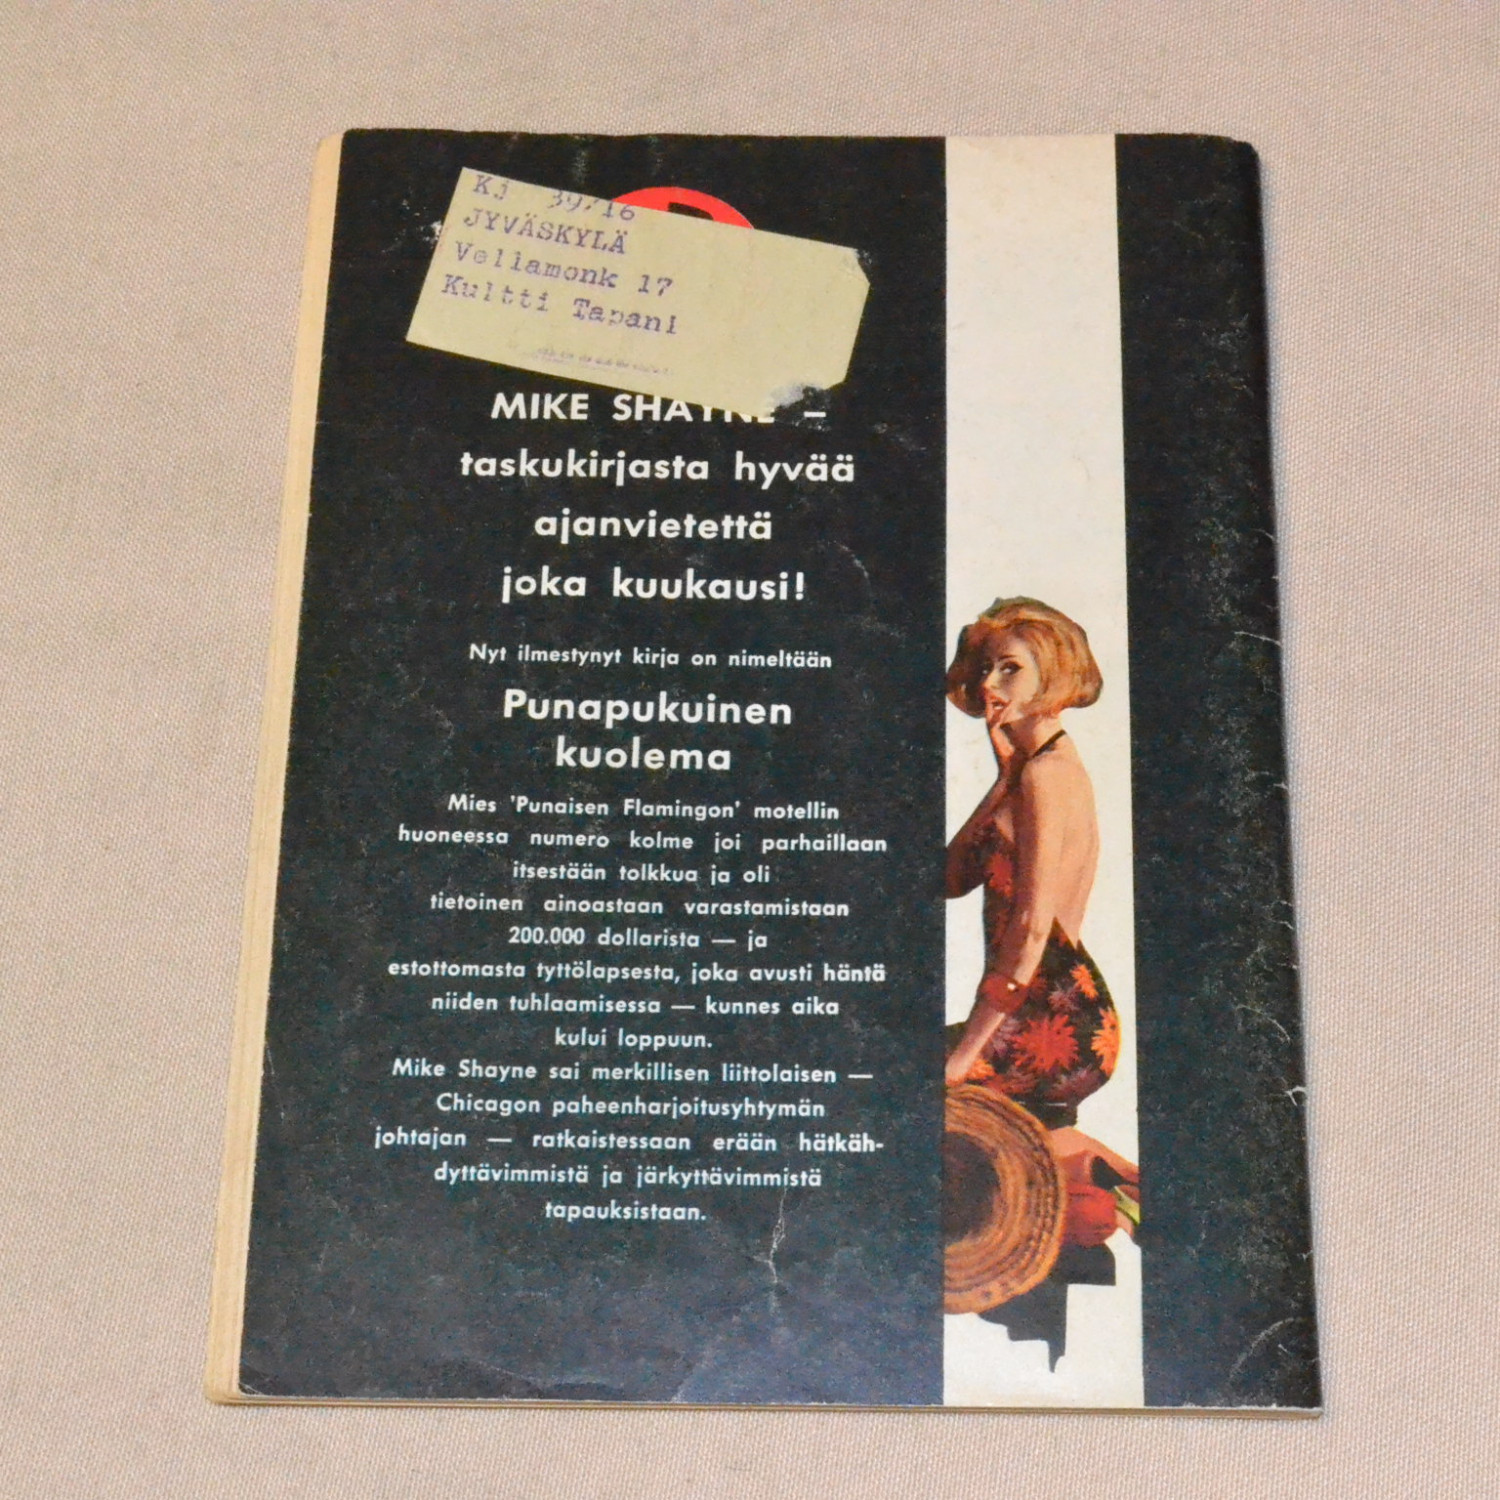 Kj 39/16
JYVÄSKYLÄ
Vellamonk 17
Kultti Tapani
MIKE SHAYNE –
taskukirjasta hyvää
ajanvietettä
joka kuukausi!
Nyt ilmestynyt kirja on nimeltään
Punapukuinen
kuolema
Mies 'Punaisen Flamingon' motellin
huoneessa numero kolme joi parhaillaan
itsestään tolkkua ja oli
tietoinen ainoastaan varastamistaan
200.000 dollarista — ja
estottomasta tyttölapsesta, joka avusti häntä
niiden tuhlaamisessa — kunnes aika
kului loppuun.
Mike Shayne sai merkillisen liittolaisen —
Chicagon paheenharjoitusyhtymän
johtajan — ratkaistessaan erään hätkäh-
dyttävimmistä ja järkyttävimmistä
tapauksistaan.